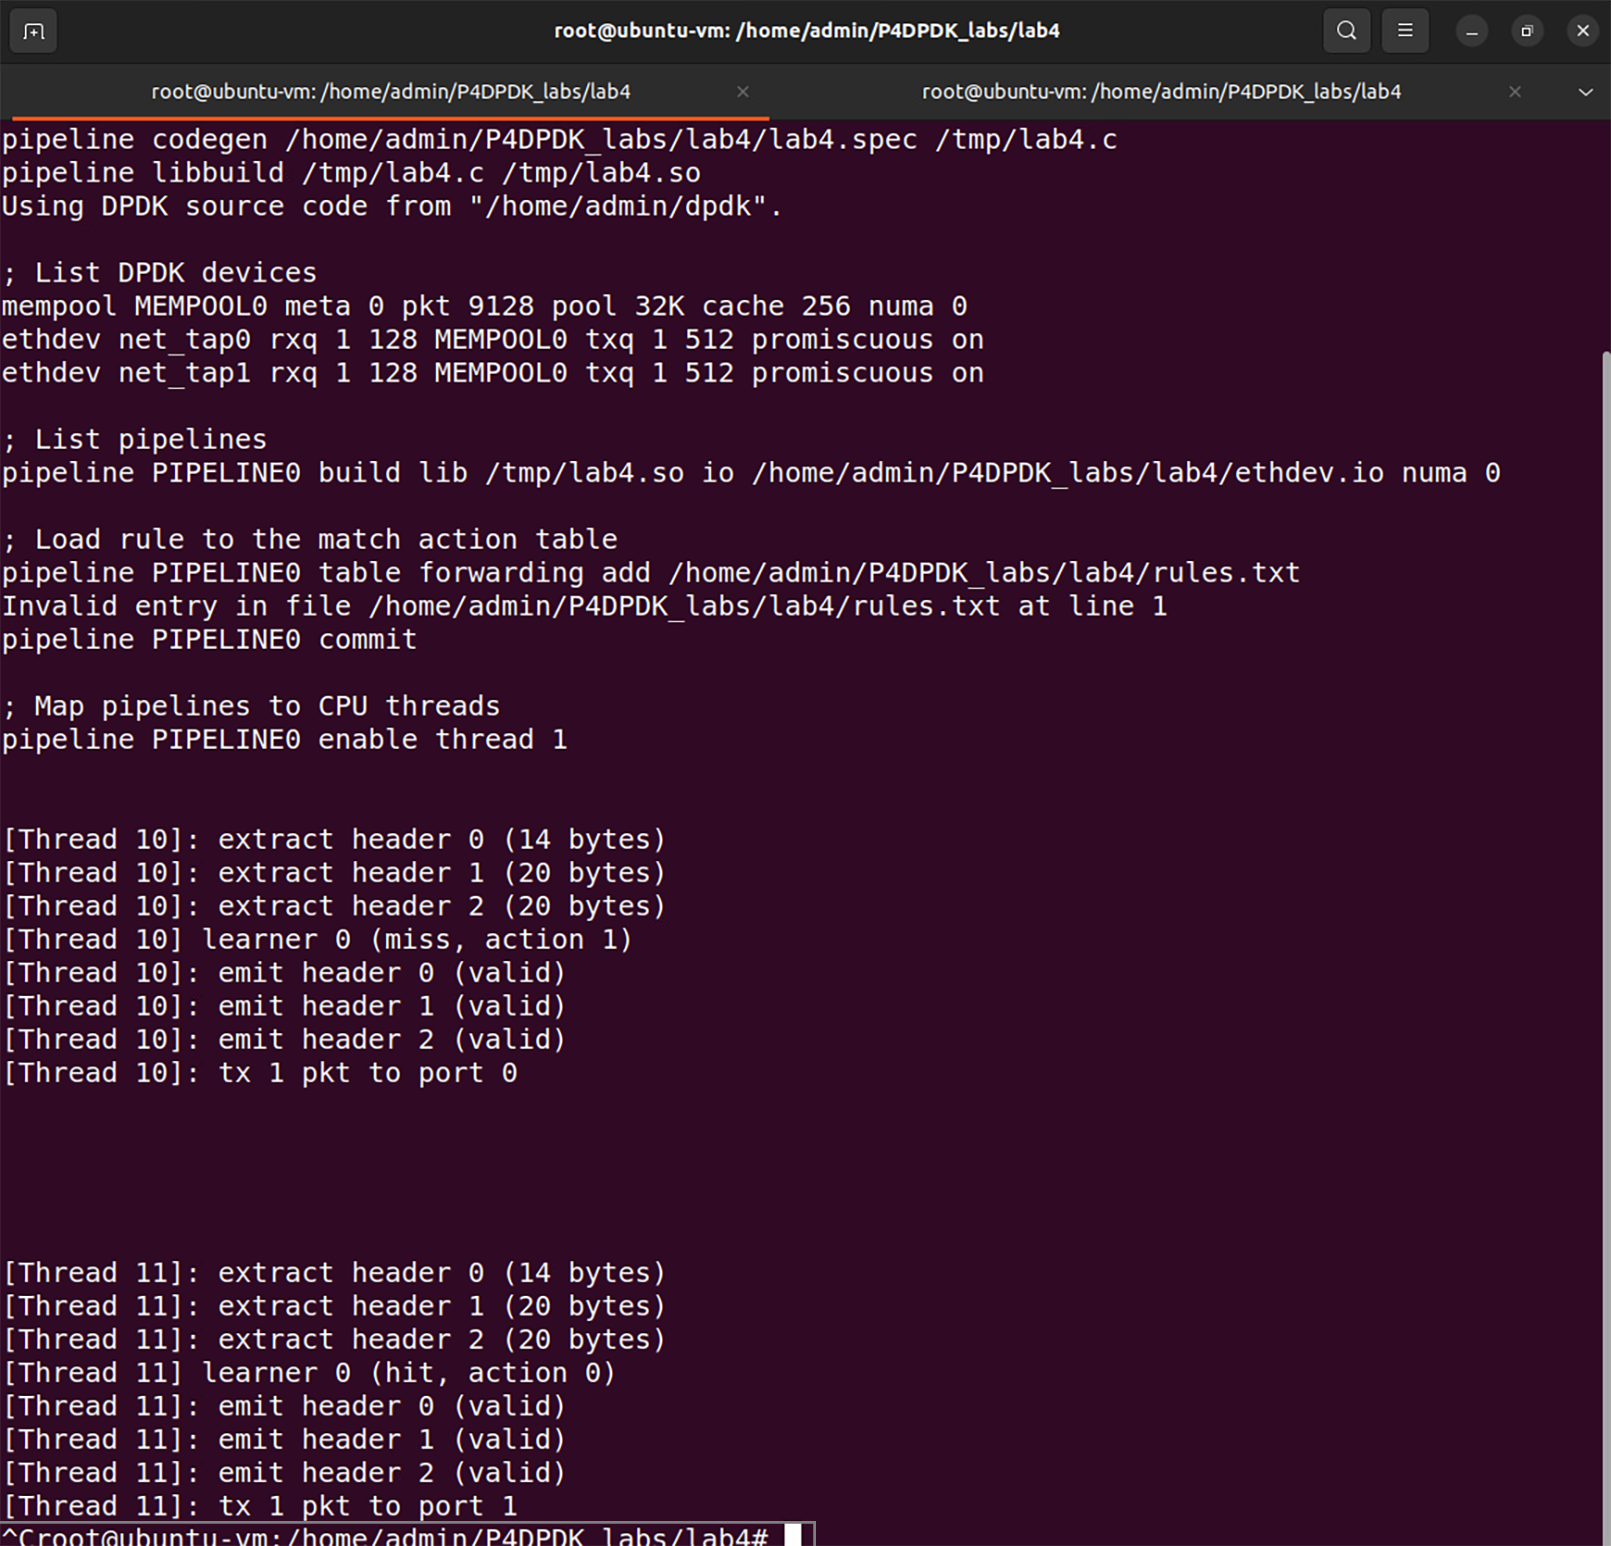 root@ubuntu-vm: /home/admin/P4DPDK_labs/lab4
root@ubuntu-vm: /home/admin/P4DPDK_labs/lab4
root@ubuntu-vm: /home/admin/P4DPDK_labs/lab4
pipeline codegen /home/admin/P4DPDK_labs/lab4/lab4.spec /tmp/lab4.c
pipeline libbuild /tmp/lab4.c /tmp/lab4.so
Using DPDK source code from "/home/admin/dpdk".
; List DPDK devices
mempool MEMPOOL0 meta 0 pkt 9128 pool 32K cache 256 numa 0
ethdev net_tap0 rxq 1 128 MEMPOOL0 txq 1 512 promiscuous on
ethdev net_tap1 rxq 1 128 MEMPOOL0 txq 1 512 promiscuous on
; List pipelines
pipeline PIPELINE0 build lib /tmp/lab4.so io /home/admin/P4DPDK_labs/lab4/ethdev.io numa 0
; Load rule to the match action table
pipeline PIPELINE0 table forwarding add /home/admin/P4DPDK_labs/lab4/rules.txt
Invalid entry in file /home/admin/P4DPDK_labs/lab4/rules.txt at line 1
pipeline PIPELINE0 commit
; Map pipelines to CPU threads
pipeline PIPELINE0 enable thread 1
[Thread 10]: extract header 0 (14 bytes)
[Thread 10]: extract header 1 (20 bytes)
[Thread 10]: extract header 2 (20 bytes)
[Thread 10] learner 0 (miss, action 1)
[Thread 10]: emit header 0 (valid)
[Thread 10]: emit header 1 (valid)
[Thread 10]: emit header 2 (valid)
[Thread 10]: tx 1 pkt to port 0
[Thread 11]: extract header 0 (14 bytes)
[Thread 11]: extract header 1 (20 bytes)
[Thread 11]: extract header 2 (20 bytes)
[Thread 11] learner 0 (hit, action 0)
[Thread 11]: emit header 0 (valid)
[Thread 11]: emit header 1 (valid)
[Thread 11]: emit header 2 (valid)
[Thread 11]: tx 1 pkt to port 1
^Croot@ubuntu-vm:/home/admin/P4DPDK_labs/lab4#